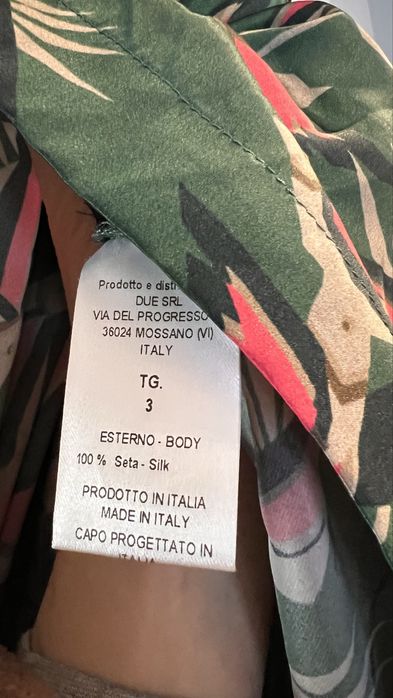 Prodotto e disti
DUE SRL
VIA DEL PROGRESSO
36024 MOSSANO (VI)
ITALY
TG.
3
ESTERNO - BODY
100 % Seta - Silk
PRODOTTO IN ITALIA
MADE IN ITALY
CAPO PROGETTATO IN
ITALIA